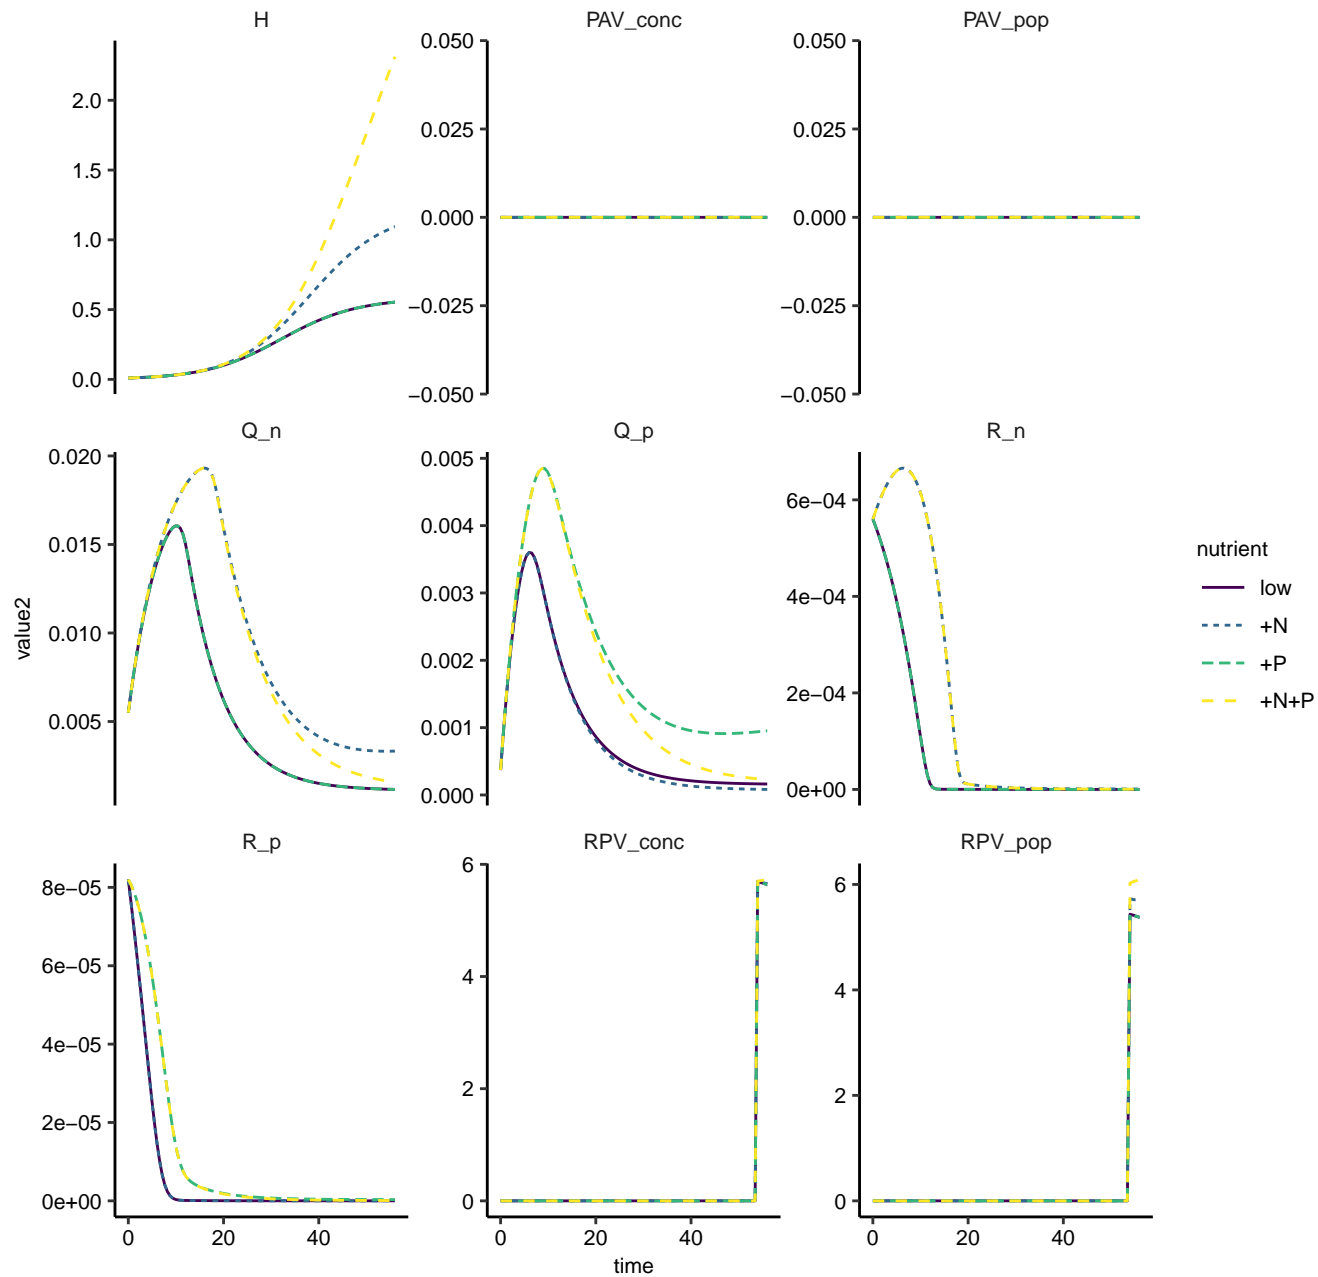 H
PAV_conc
PAV_pop
2.0
1.5
1.0
0.5
0.0
0.050
0.025
0.000
−0.025
−0.050
0.050
0.025
0.000
−0.025
−0.050
Q_n
Q_p
R_n
0.020
0.015
0.010
0.005
0.005
0.004
0.003
0.002
0.001
0.000
6e−04
4e−04
2e−04
0e+00
R_p
RPV_conc
RPV_pop
8e−05
6e−05
4e−05
2e−05
0e+00
6
4
2
0
6
4
2
0
0 20 40
0 20 40
0 20 40
time
value2
nutrient
low
+N
+P
+N+P